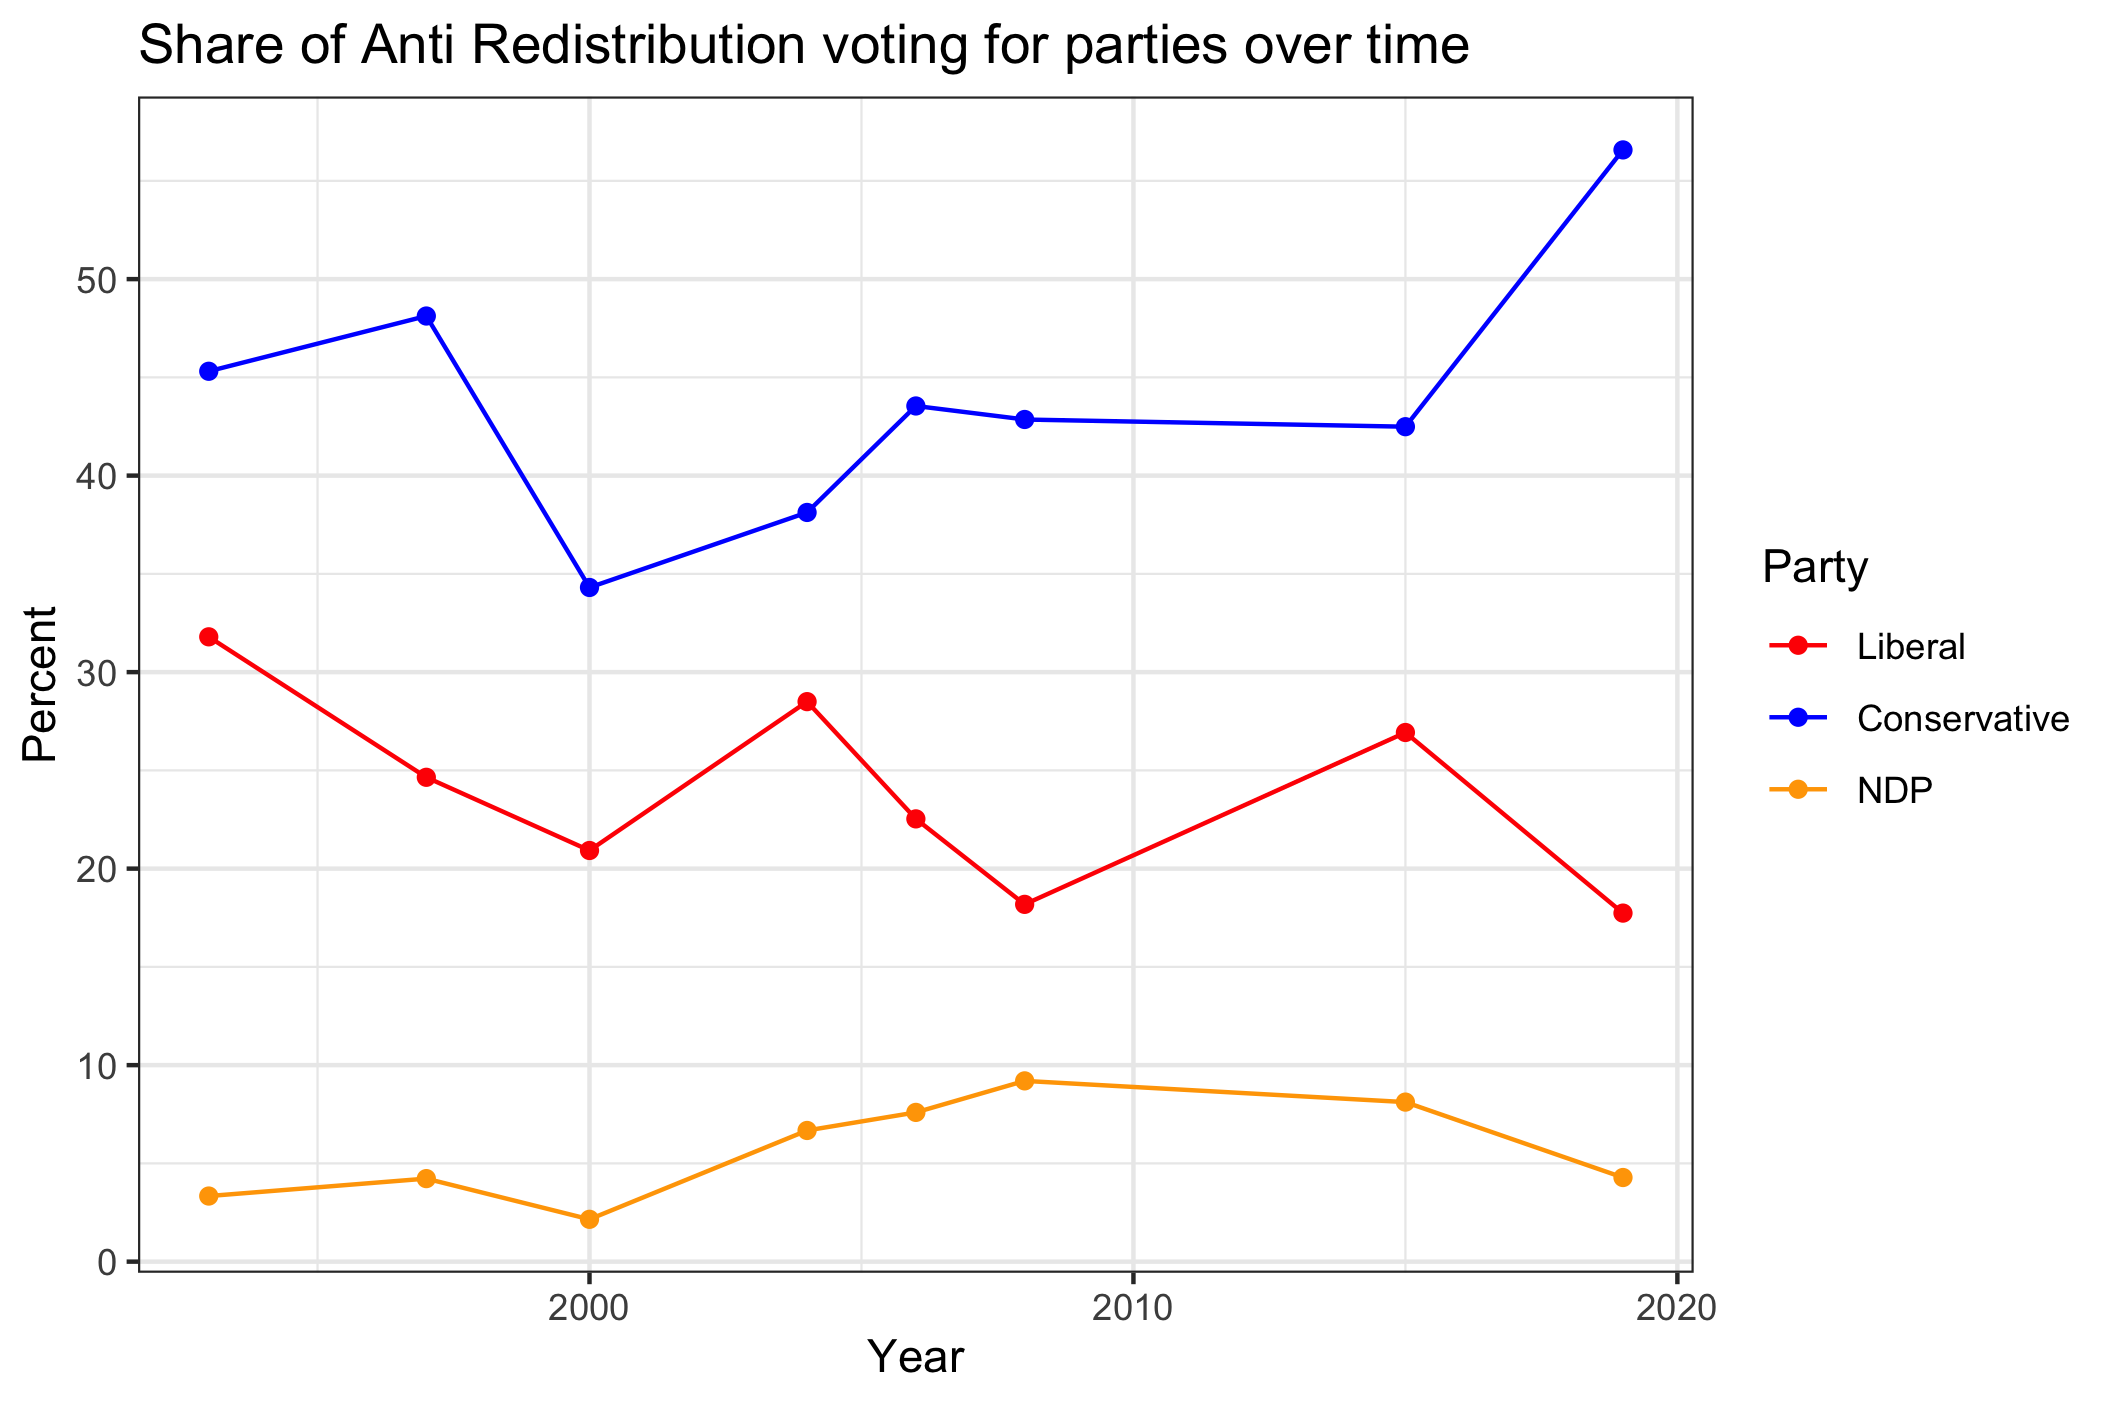 Share of Anti Redistribution voting for parties over time
Percent
50
40
30
20
10
0
2000
2010
2020
Year
Party
Liberal
Conservative
NDP